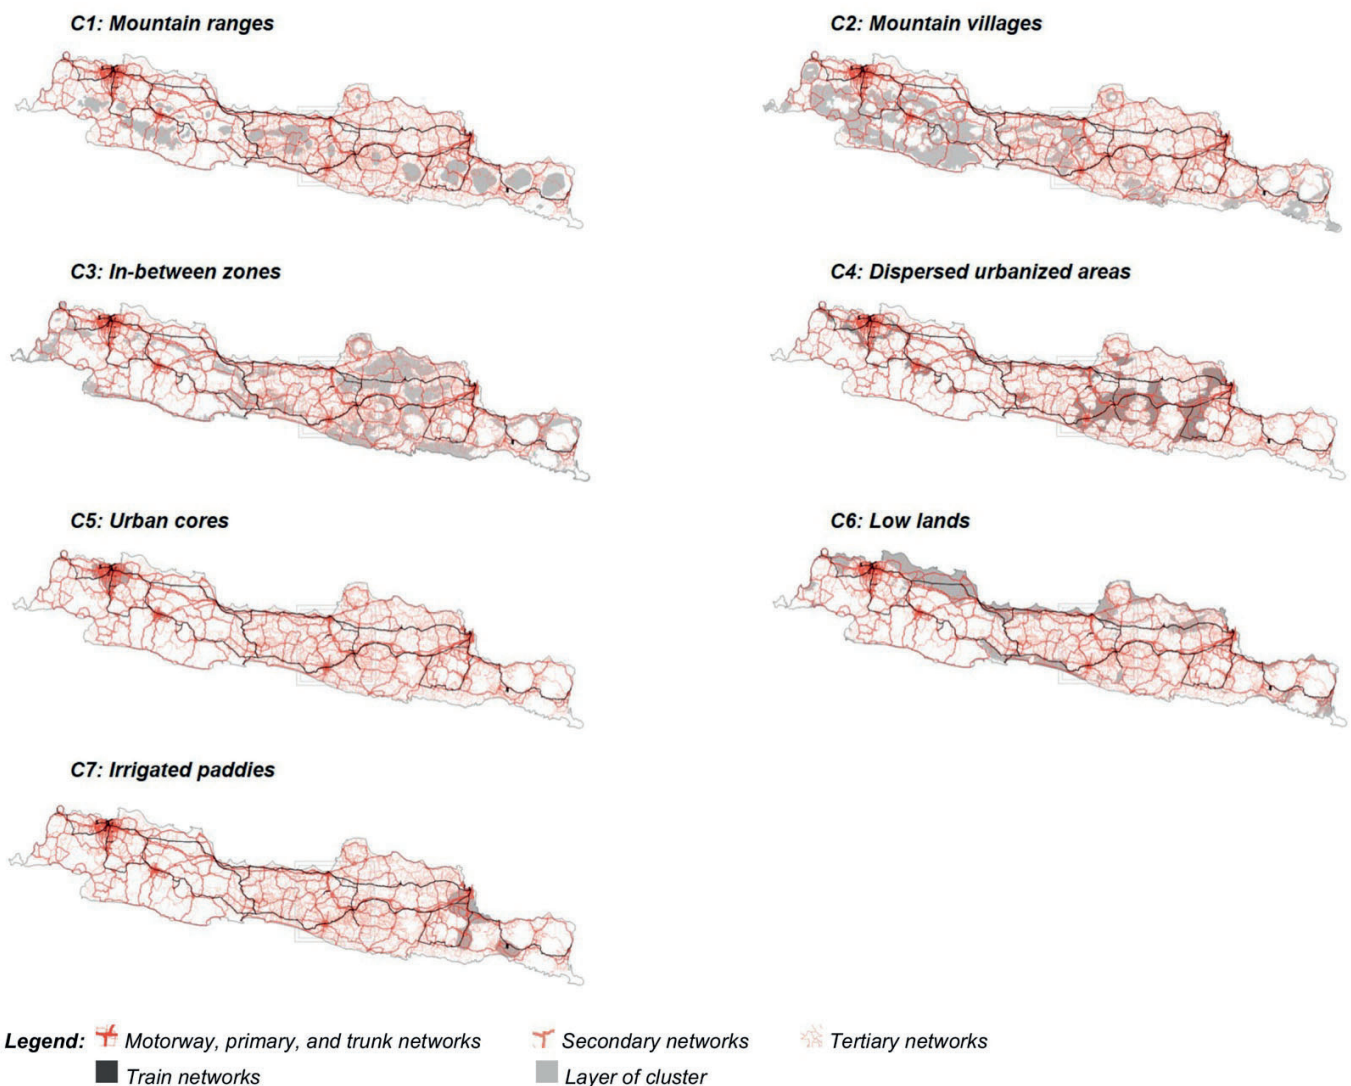 C1: Mountain ranges
C2: Mountain villages
C3: In-between zones
C4: Dispersed urbanized areas
C5: Urban cores
C6: Low lands
C7: Irrigated paddies
Legend: Motorway, primary, and trunk networks Secondary networks Tertiary networks
Train networks Layer of cluster